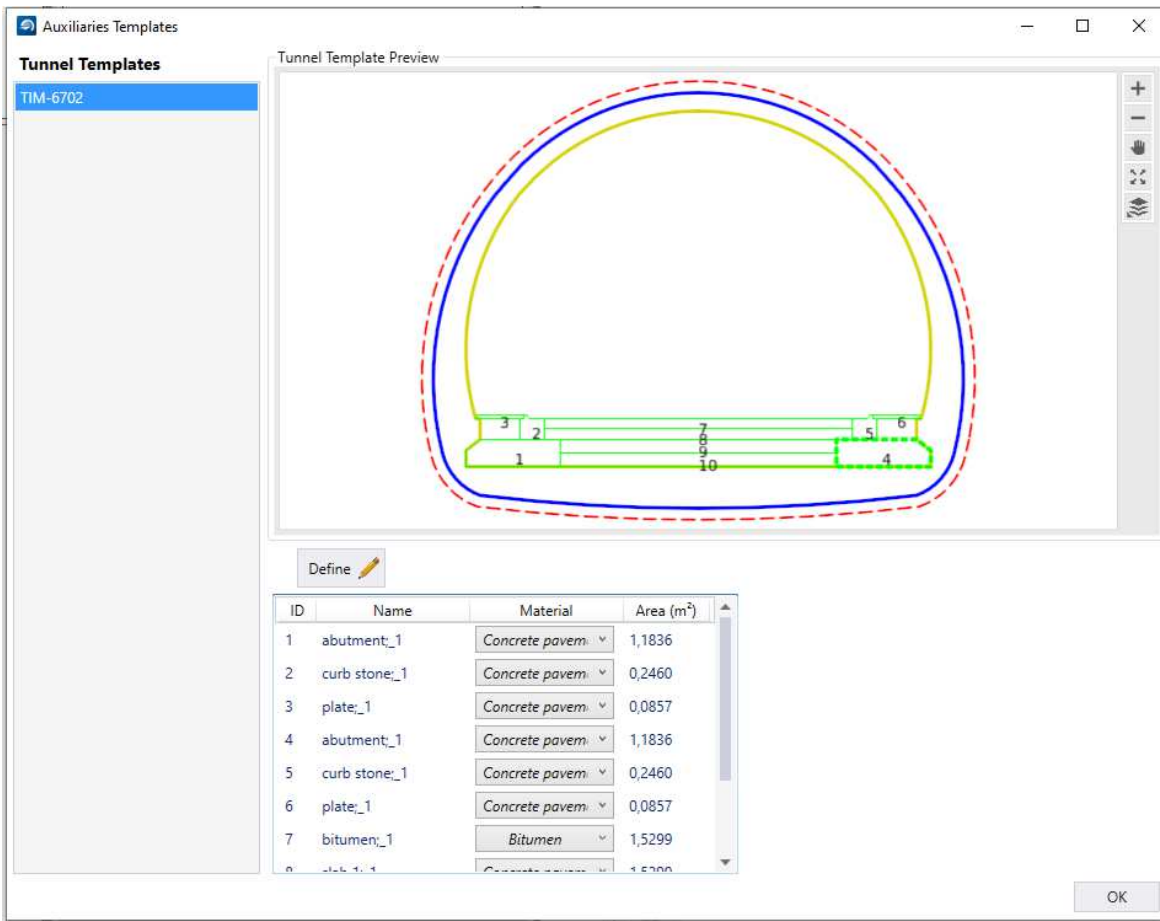 Auxiliaries Templates
Tunnel Templates
TIM-6702
Tunnel Template Preview
3 2 7 5 6
8
1 9 4
10
Define
ID Name Material Area (m²)
1 abutment;_1 Concrete pavem 1,1836
2 curb stone;_1 Concrete pavem 0,2460
3 plate;_1 Concrete pavem 0,0857
4 abutment;_1 Concrete pavem 1,1836
5 curb stone;_1 Concrete pavem 0,2460
6 plate;_1 Concrete pavem 0,0857
7 bitumen;_1 Bitumen 1,5299
OK